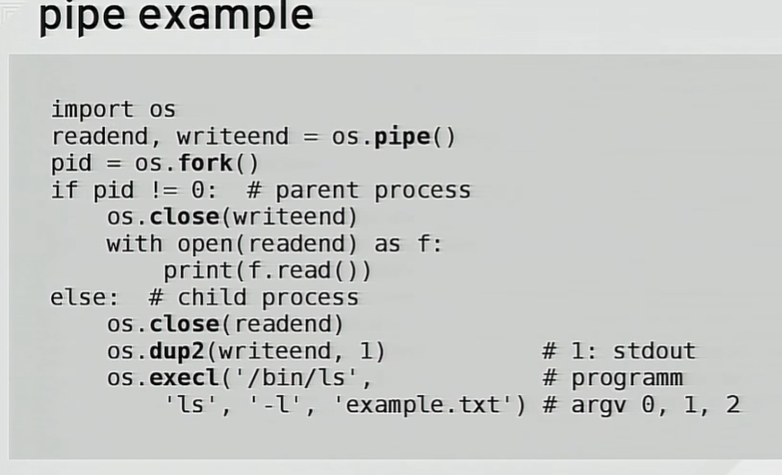 pipe example
import os
readend, writeend = os.pipe()
pid = os.fork()
if pid != 0:  # parent process
    os.close(writeend)
    with open(readend) as f:
        print(f.read())
else:  # child process
    os.close(readend)
    os.dup2(writeend, 1)           # 1: stdout
    os.execl('/bin/ls',            # programm
        'ls', '-l', 'example.txt') # argv 0, 1, 2